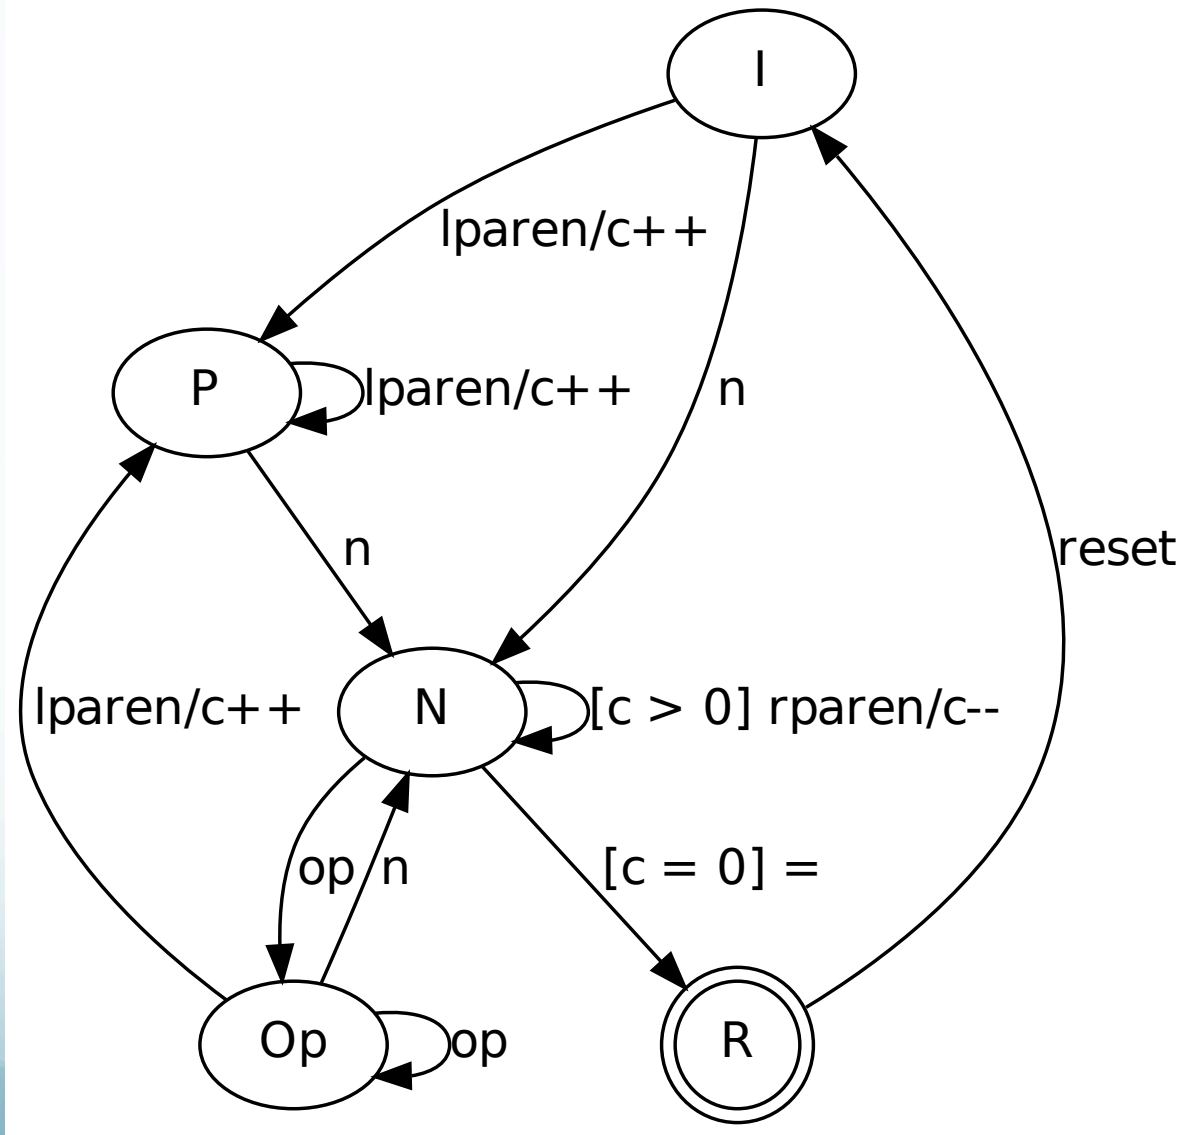 I
lparen/c++
P
lparen/c++
n
n
reset
lparen/c++
N
[c > 0] rparen/c--
op
n
[c = 0] =
Op
op
R